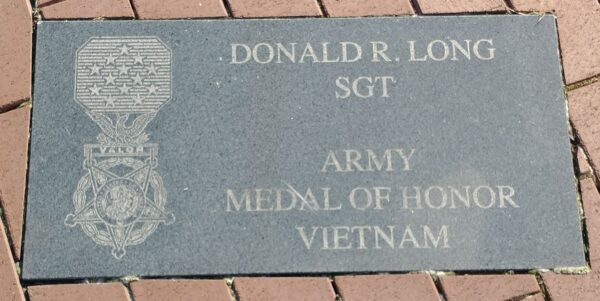 DONALD R. LONG
SGT
ARMY
MEDAL OF HONOR
VIETNAM
VALOR